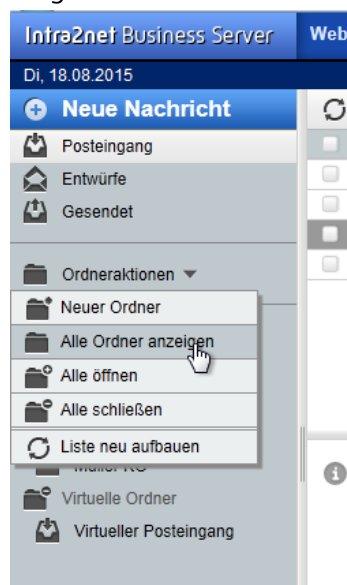 Intra2net Business Server
Web
Di, 18.08.2015
Neue Nachricht
Posteingang
Entwürfe
Gesendet
Ordneraktionen
Neuer Ordner
Alle Ordner anzeigen
Alle öffnen
Alle schließen
Liste neu aufbauen
Virtuelle Ordner
Virtueller Posteingang